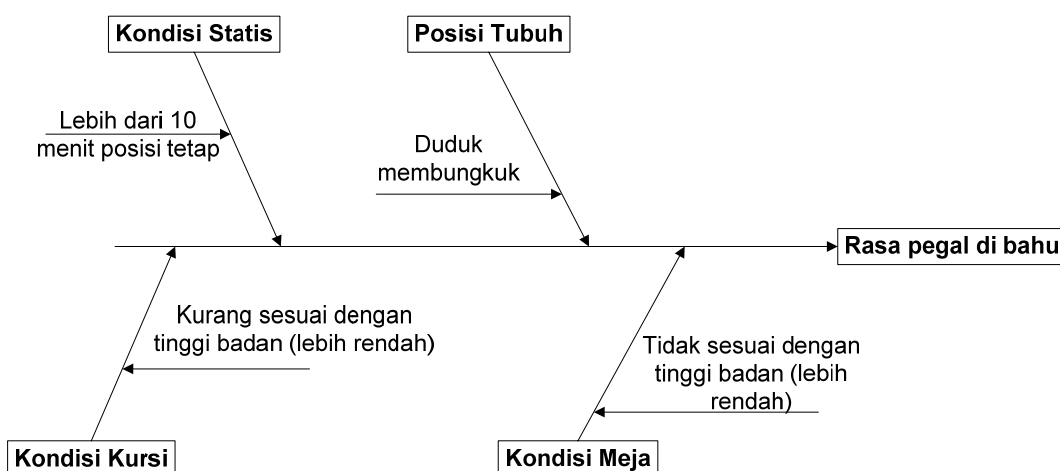 Kondisi Statis
Posisi Tubuh
Lebih dari 10
menit posisi tetap
Duduk
membungkuk
Rasa pegal di bahu
Kurang sesuai dengan
tinggi badan (lebih rendah)
Tidak sesuai dengan
tinggi badan (lebih
rendah)
Kondisi Kursi
Kondisi Meja